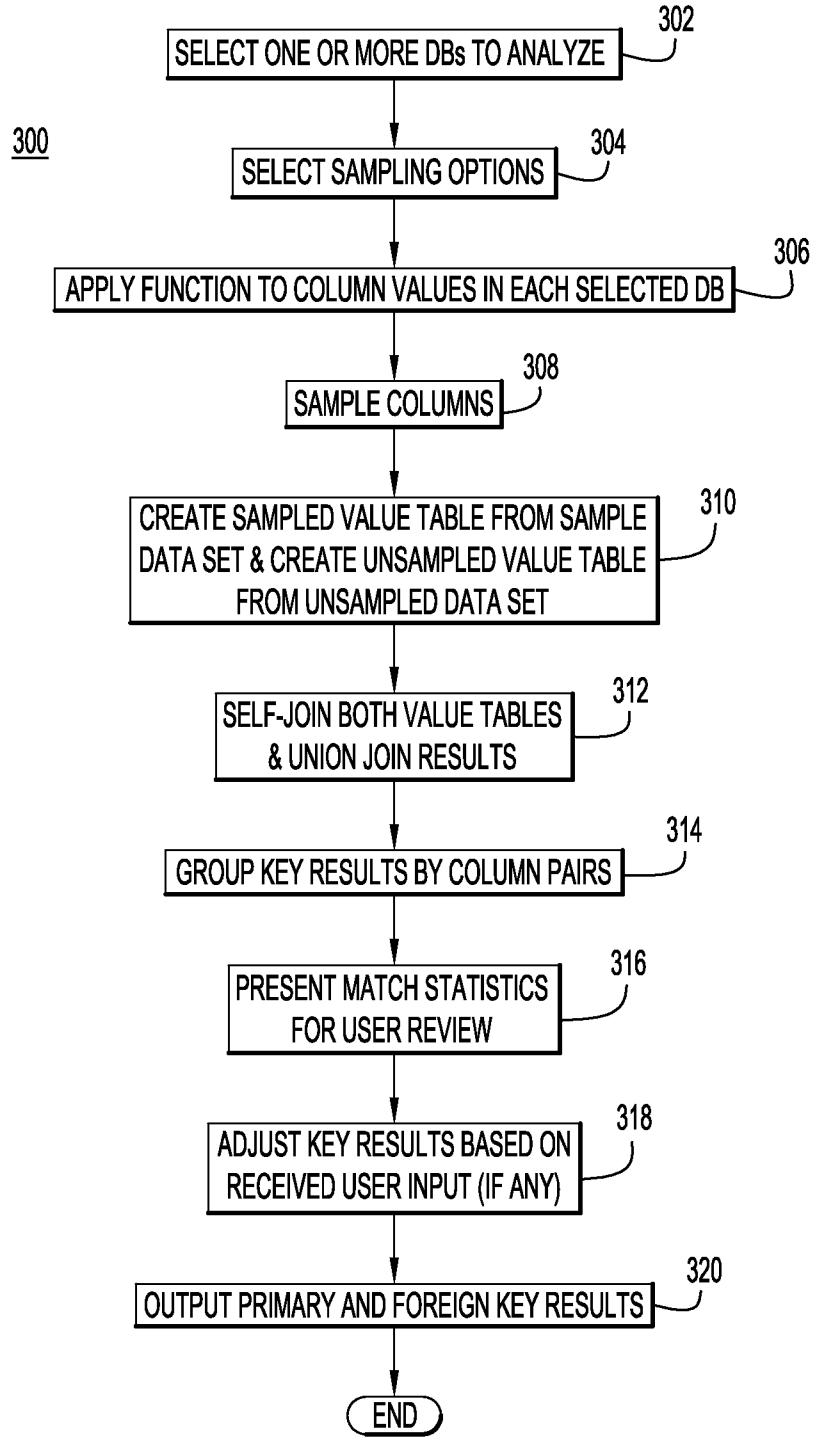 302
SELECT ONE OR MORE DBs TO ANALYZE
300
304
SELECT SAMPLING OPTIONS
306
APPLY FUNCTION TO COLUMN VALUES IN EACH SELECTED DB
308
SAMPLE COLUMNS
310
CREATE SAMPLED VALUE TABLE FROM SAMPLE
DATA SET & CREATE UNSAMPLED VALUE TABLE
FROM UNSAMPLED DATA SET
312
SELF-JOIN BOTH VALUE TABLES
& UNION JOIN RESULTS
314
GROUP KEY RESULTS BY COLUMN PAIRS
316
PRESENT MATCH STATISTICS
FOR USER REVIEW
318
ADJUST KEY RESULTS BASED ON
RECEIVED USER INPUT (IF ANY)
320
OUTPUT PRIMARY AND FOREIGN KEY RESULTS
END